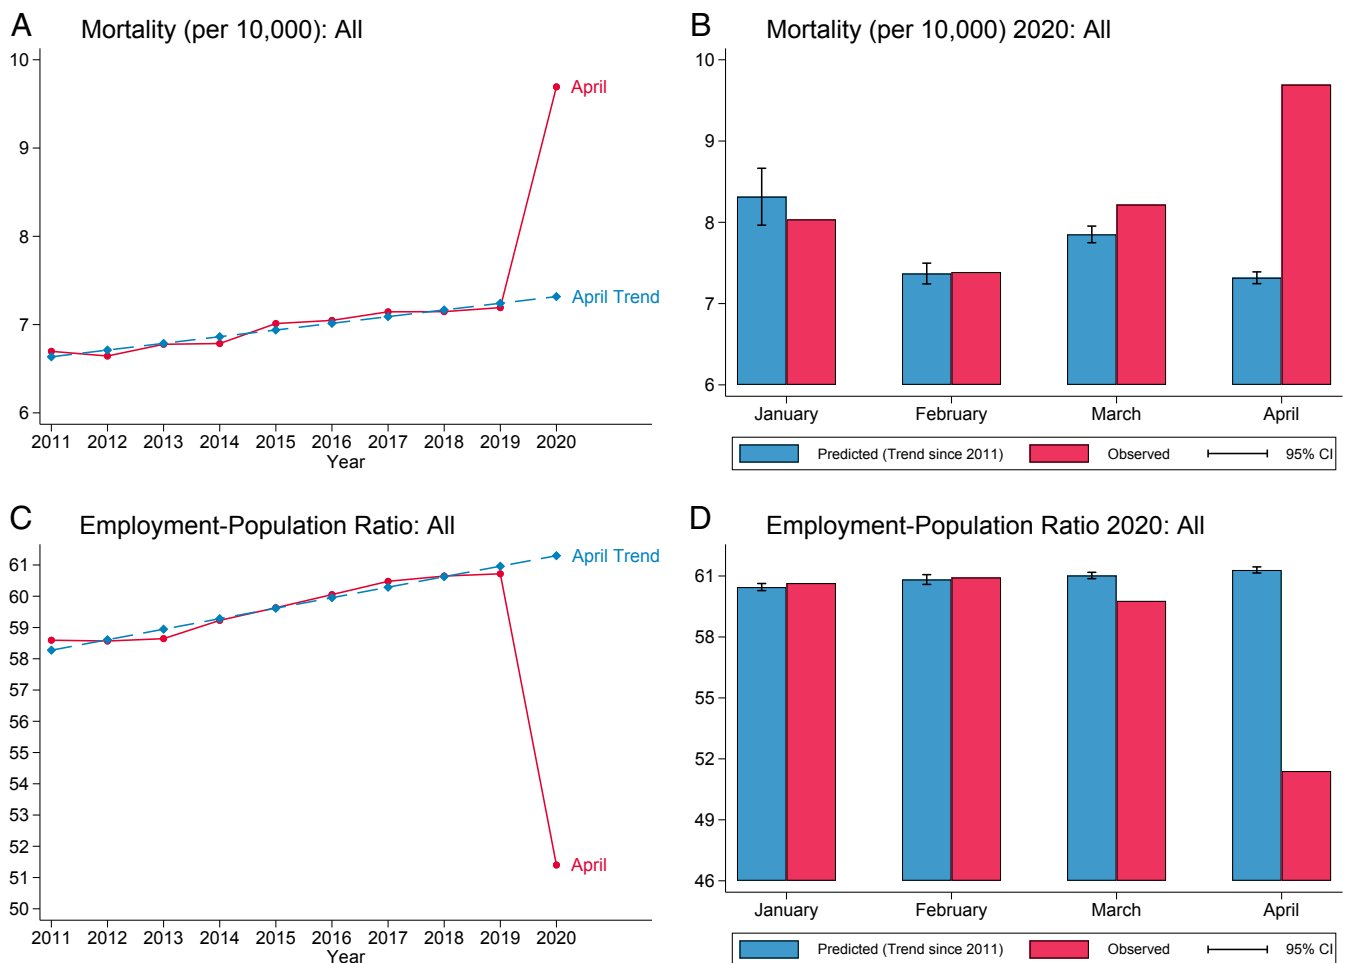 A Mortality (per 10,000): All
10
9
8
7
6
April
April Trend
2011 2012 2013 2014 2015 2016 2017 2018 2019 2020
Year
B Mortality (per 10,000) 2020: All
10
9
8
7
6
January February March April
Predicted (Trend since 2011) Observed 95% CI
C Employment-Population Ratio: All
61
60
59
58
57
56
55
54
53
52
51
50
April Trend
April
2011 2012 2013 2014 2015 2016 2017 2018 2019 2020
Year
D Employment-Population Ratio 2020: All
61
58
55
52
49
46
January February March April
Predicted (Trend since 2011) Observed 95% CI